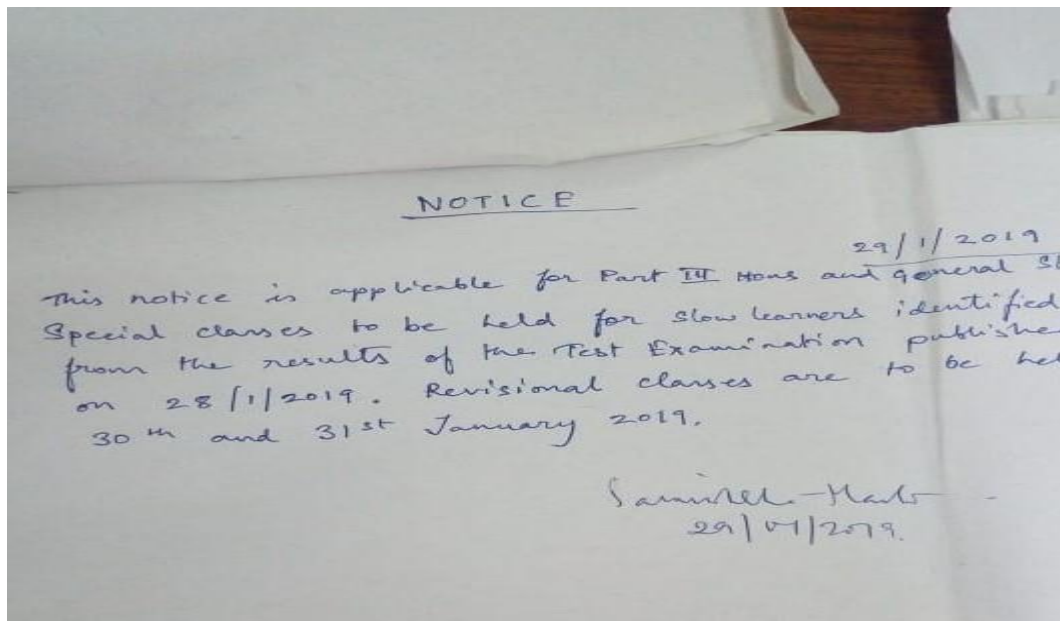 NOTICE
29/1/2019
This notice is applicable for Part III Hons and General
Special classes to be held for slow learners identified
from the results of the Test Examination publishe
on 28/1/2019. Revisional classes are to be hel
30th and 31st January 2019.
29/01/2019.